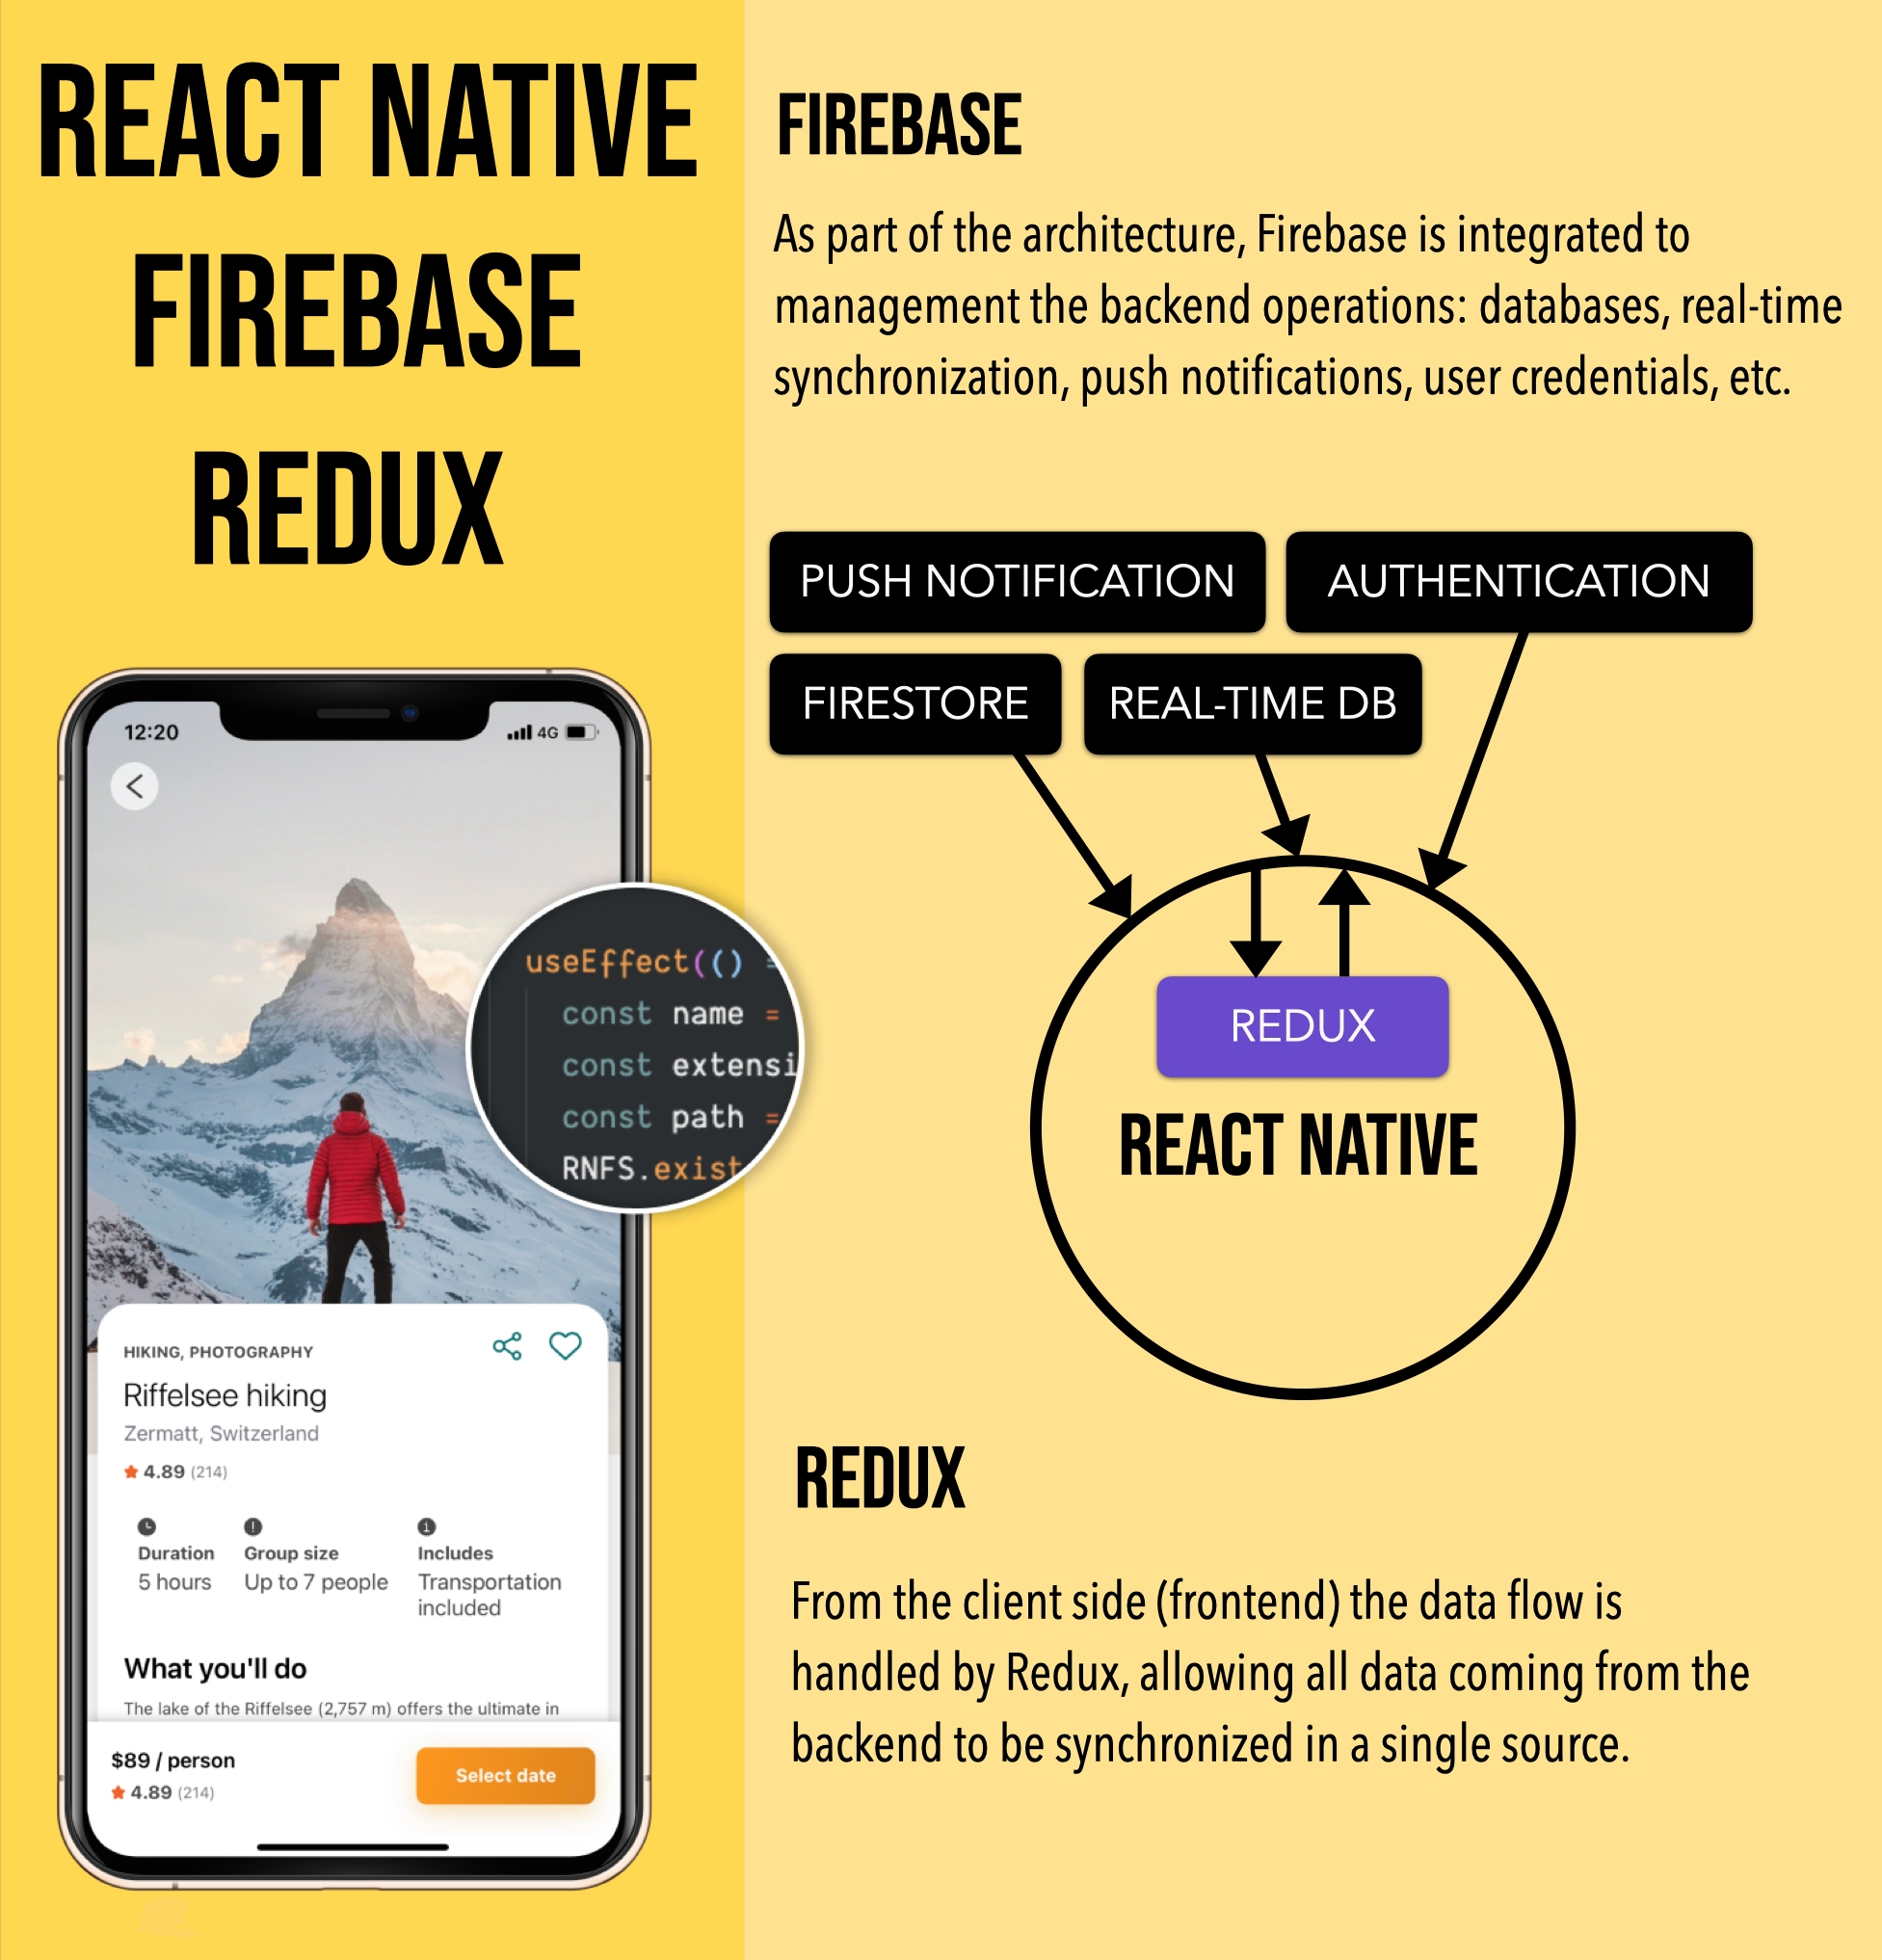 REACT NATIVE
FIREBASE
REDUX
12:20
4G
useEffect(() =
const name =
const extensi
const path =
RNFS.exist
HIKING, PHOTOGRAPHY
Riffelsee hiking
Zermatt, Switzerland
4.89 (214)
Duration
5 hours
Group size
Up to 7 people
Includes
Transportation
included
What you'll do
The lake of the Riffelsee (2,757 m) offers the ultimate in
$89 / person
4.89 (214)
Select date
FIREBASE
As part of the architecture, Firebase is integrated to
management the backend operations: databases, real-time
synchronization, push notifications, user credentials, etc.
PUSH NOTIFICATION
AUTHENTICATION
FIRESTORE
REAL-TIME DB
REDUX
REACT NATIVE
REDUX
From the client side (frontend) the data flow is
handled by Redux, allowing all data coming from the
backend to be synchronized in a single source.